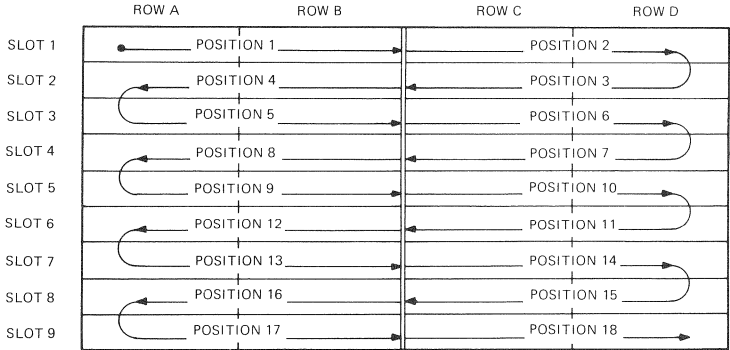 ROW A ROW B ROW C ROW D
SLOT 1 POSITION 1 POSITION 2
SLOT 2 POSITION 4 POSITION 3
SLOT 3 POSITION 5 POSITION 6
SLOT 4 POSITION 8 POSITION 7
SLOT 5 POSITION 9 POSITION 10
SLOT 6 POSITION 12 POSITION 11
SLOT 7 POSITION 13 POSITION 14
SLOT 8 POSITION 16 POSITION 15
SLOT 9 POSITION 17 POSITION 18